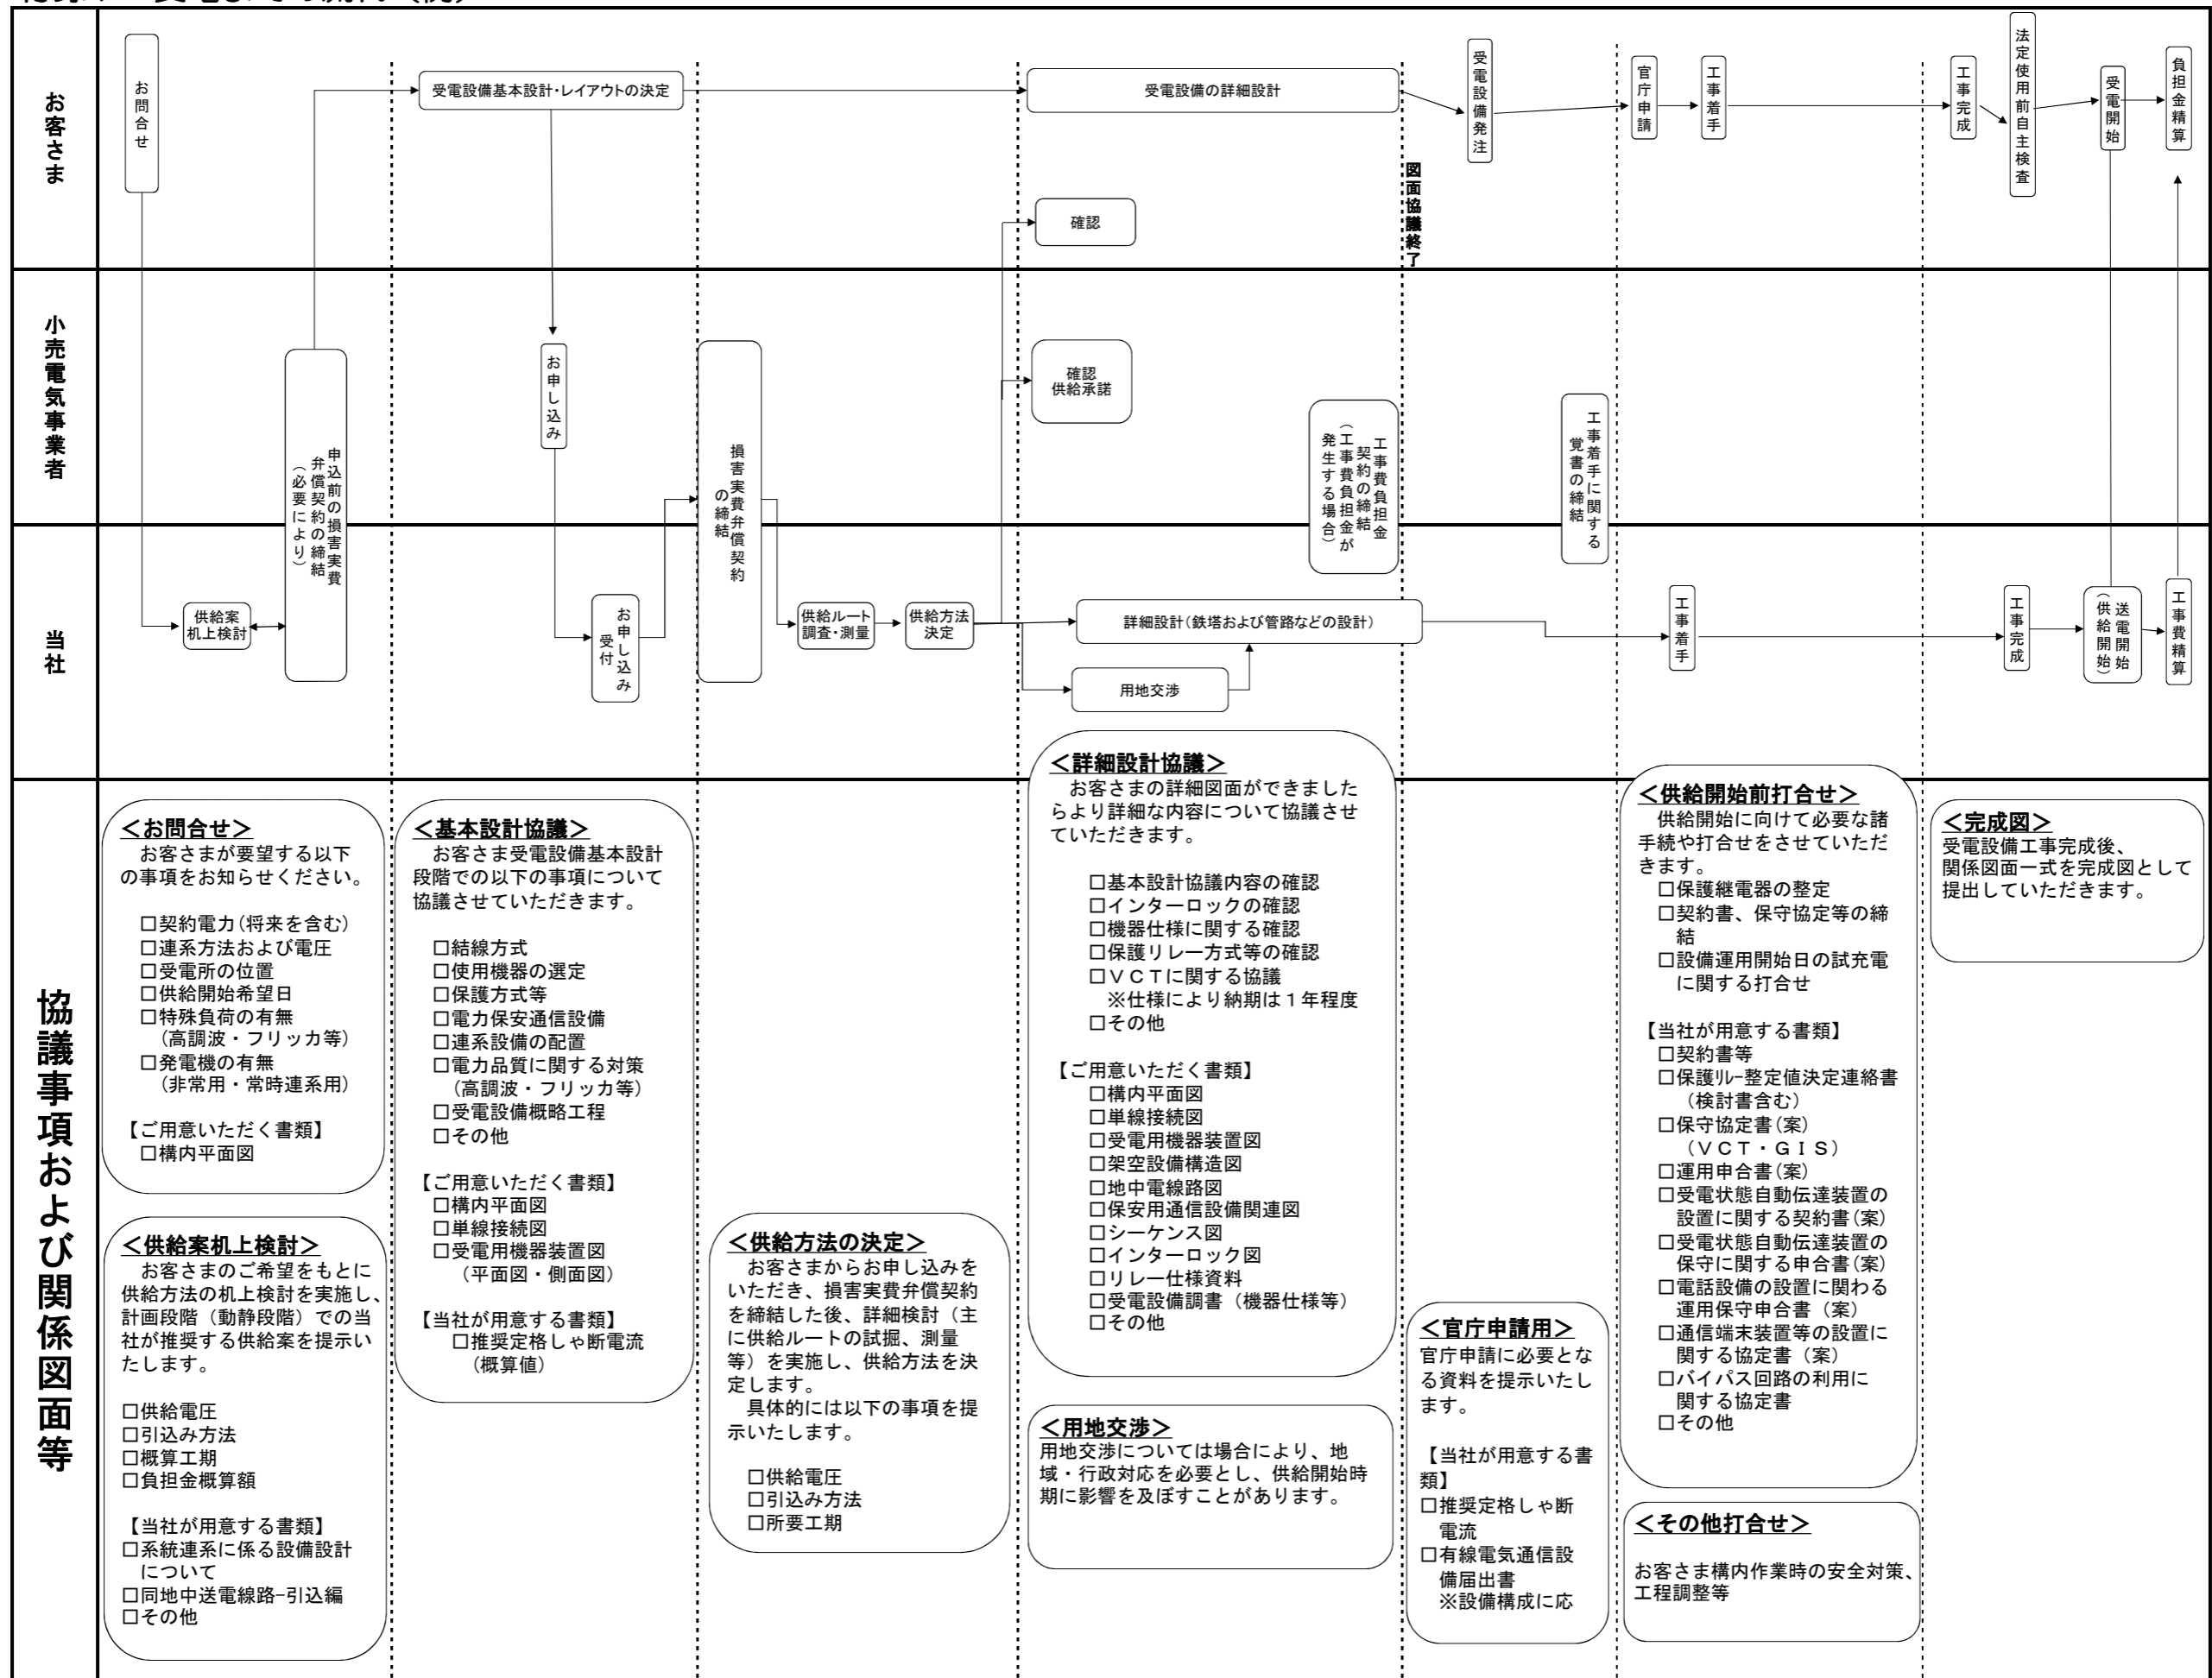 お客さま
お問合せ
受電設備基本設計・レイアウトの決定
受電設備の詳細設計
受電設備発注
官庁申請
工事着手
工事完成
法定使用前自主検査
受電開始
負担金精算
確認
図面協議終了
小売電気事業者
申込前の損害実費
弁償契約の締結
（必要により）
お申し込み
損害実費弁償契約
の締結
確認
供給承諾
工事費負担金
契約の締結
（工事費負担金が
発生する場合）
工事着手に関する
覚書の締結
当社
供給案
机上検討
お申し込み
受付
供給ルート
調査・測量
供給方法
決定
詳細設計（鉄塔および管路などの設計）
用地交渉
工事着手
工事完成
送電開始
（供給開始）
工事費精算
協議事項および関係図面等
＜お問合せ＞
お客さまが要望する以下
の事項をお知らせください。
□契約電力(将来を含む)
□連系方法および電圧
□受電所の位置
□供給開始希望日
□特殊負荷の有無
（高調波・フリッカ等）
□発電機の有無
（非常用・常時連系用）
【ご用意いただく書類】
□構内平面図
＜供給案机上検討＞
お客さまのご希望をもとに
供給方法の机上検討を実施し、
計画段階（動静段階）での当
社が推奨する供給案を提示い
たします。
□供給電圧
□引込み方法
□概算工期
□負担金概算額
【当社が用意する書類】
□系統連系に係る設備設計
について
□同地中送電線路-引込編
□その他
＜基本設計協議＞
お客さま受電設備基本設計
段階での以下の事項について
協議させていただきます。
□結線方式
□使用機器の選定
□保護方式等
□電力保安通信設備
□連系設備の配置
□電力品質に関する対策
（高調波・フリッカ等）
□受電設備概略工程
□その他
【ご用意いただく書類】
□構内平面図
□単線接続図
□受電用機器装置図
（平面図・側面図）
【当社が用意する書類】
□推奨定格しゃ断電流
（概算値）
＜供給方法の決定＞
お客さまからお申し込みを
いただき、損害実費弁償契約
を締結した後、詳細検討（主
に供給ルートの試掘、測量
等）を実施し、供給方法を決
定します。
具体的には以下の事項を提
示いたします。
□供給電圧
□引込み方法
□所要工期
＜詳細設計協議＞
お客さまの詳細図面ができました
らより詳細な内容について協議させ
ていただきます。
□基本設計協議内容の確認
□インターロックの確認
□機器仕様に関する確認
□保護リレー方式等の確認
□ＶＣＴに関する協議
※仕様により納期は１年程度
□その他
【ご用意いただく書類】
□構内平面図
□単線接続図
□受電用機器装置図
□架空設備構造図
□地中電線路図
□保安用通信設備関連図
□シーケンス図
□インターロック図
□リレー仕様資料
□受電設備調書（機器仕様等）
□その他
＜用地交渉＞
用地交渉については場合により、地
域・行政対応を必要とし、供給開始時
期に影響を及ぼすことがあります。
＜官庁申請用＞
官庁申請に必要とな
る資料を提示いたし
ます。
【当社が用意する書
類】
□推奨定格しゃ断
電流
□有線電気通信設
備届出書
※設備構成に応
＜供給開始前打合せ＞
供給開始に向けて必要な諸
手続や打合せをさせていただ
きます。
□保護継電器の整定
□契約書、保守協定等の締
結
□設備運用開始日の試充電
に関する打合せ
【当社が用意する書類】
□契約書等
□保護ﾘﾚｰ整定値決定連絡書
（検討書含む）
□保守協定書(案)
（ＶＣＴ・ＧＩＳ）
□運用申合書(案)
□受電状態自動伝達装置の
設置に関する契約書(案)
□受電状態自動伝達装置の
保守に関する申合書(案)
□電話設備の設置に関わる
運用保守申合書（案）
□通信端末装置等の設置に
関する協定書（案）
□バイパス回路の利用に
関する協定書
□その他
＜その他打合せ＞
お客さま構内作業時の安全対策、
工程調整等
＜完成図＞
受電設備工事完成後、
関係図面一式を完成図として
提出していただきます。